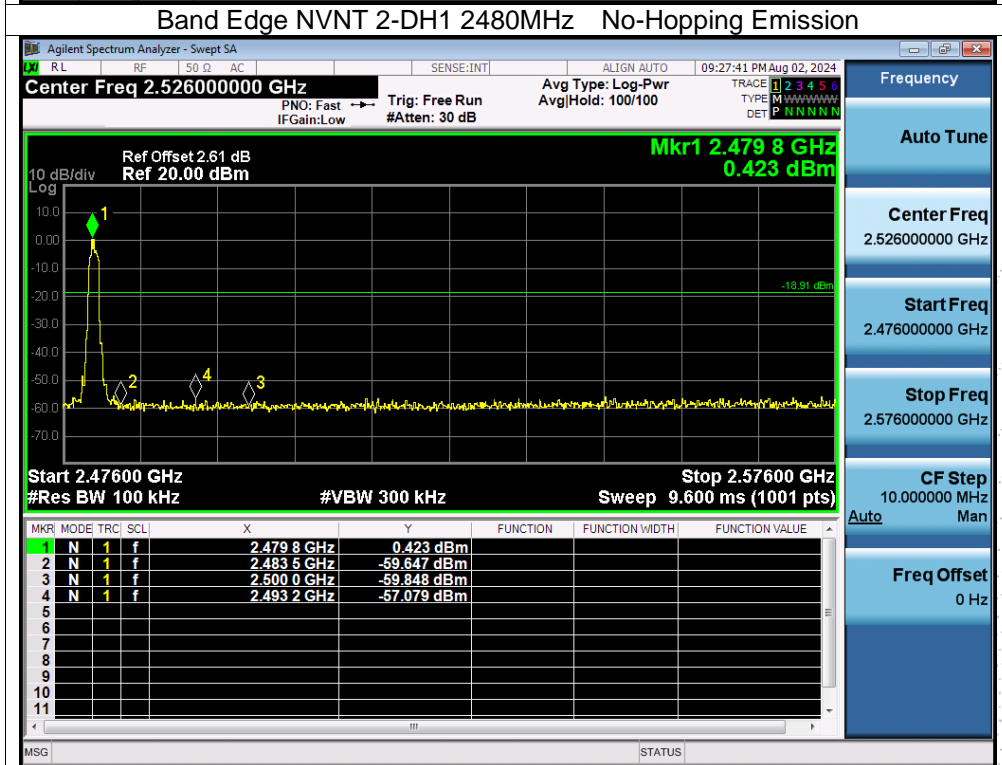 Band Edge NVNT 2-DH1 2480MHz No-Hopping Emission
Agilent Spectrum Analyzer - Swept SA
LXI RL RF 50 Ω AC SENSE:INT ALIGN AUTO 09:27:41 PM Aug 02, 2024
Center Freq 2.526000000 GHz
PNO: Fast
IFGain:Low
Trig: Free Run
#Atten: 30 dB
Avg Type: Log-Pwr
Avg|Hold: 100/100
TRACE 1 2 3 4 5 6
TYPE M WWWWW
DET P N N N N N
Ref Offset 2.61 dB
Ref 20.00 dBm
10 dB/div
Log
Mkr1 2.479 8 GHz
0.423 dBm
10.0
0.00
-10.0
-20.0
-30.0
-40.0
-50.0
-60.0
-70.0
1
2
4
3
-18.91 dBm
Start 2.47600 GHz Stop 2.57600 GHz
#Res BW 100 kHz #VBW 300 kHz Sweep 9.600 ms (1001 pts)
MKR MODE TRC SCL X Y FUNCTION FUNCTION WIDTH FUNCTION VALUE
1 N 1 f 2.479 8 GHz 0.423 dBm
2 N 1 f 2.483 5 GHz -59.647 dBm
3 N 1 f 2.500 0 GHz -59.848 dBm
4 N 1 f 2.493 2 GHz -57.079 dBm
5
6
7
8
9
10
11
MSG STATUS
Frequency
Auto Tune
Center Freq
2.526000000 GHz
Start Freq
2.476000000 GHz
Stop Freq
2.576000000 GHz
CF Step
10.000000 MHz
Auto Man
Freq Offset
0 Hz